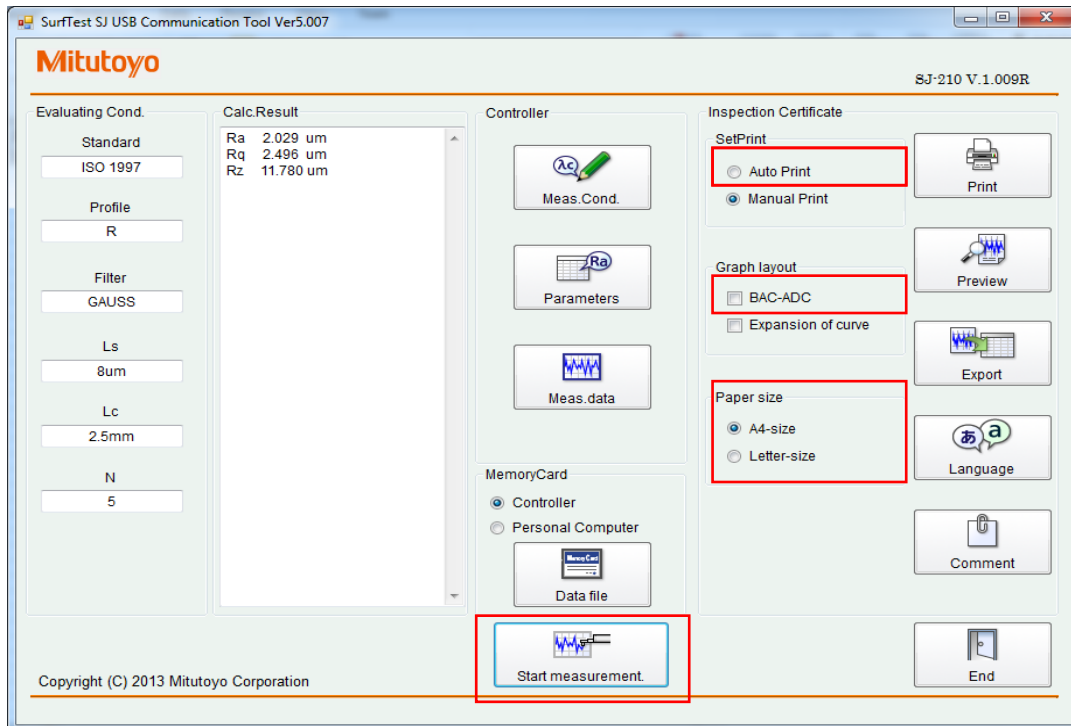 SurfTest SJ USB Communication Tool Ver5.007
Mitutoyo
SJ-210 V.1.009R
Evaluating Cond.
Standard
ISO 1997
Profile
R
Filter
GAUSS
Ls
8um
Lc
2.5mm
N
5
Calc.Result
Ra 2.029 um
Rq 2.496 um
Rz 11.780 um
Controller
λc
Meas.Cond.
Ra
Parameters
Meas.data
MemoryCard
Controller
Personal Computer
Memory Card
Data file
Start measurement.
Inspection Certificate
SetPrint
Auto Print
Manual Print
Graph layout
BAC-ADC
Expansion of curve
Paper size
A4-size
Letter-size
Print
Preview
Export
あ a
Language
Comment
End
Copyright (C) 2013 Mitutoyo Corporation